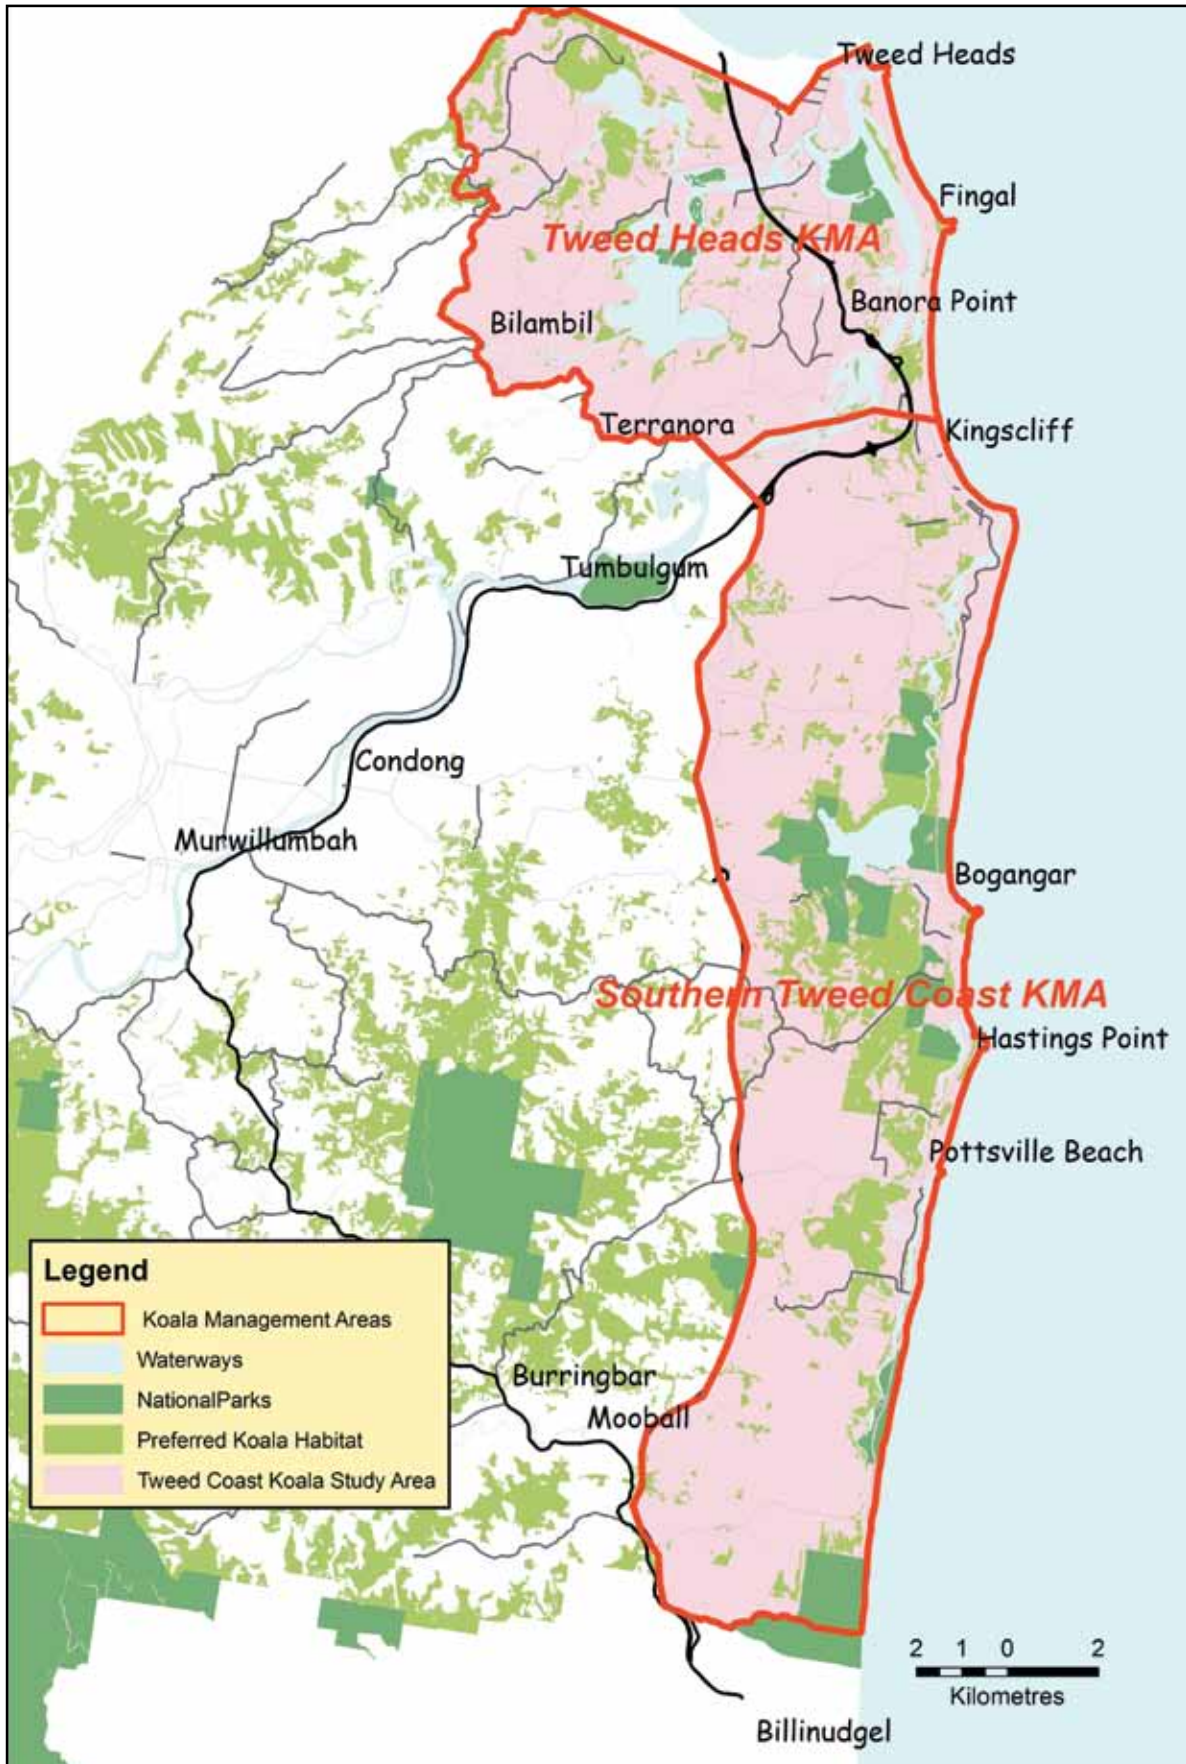 Tweed Heads
Fingal
Tweed Heads KMA
Banora Point
Bilambil
Terranora
Kingscliff
Tumbulgum
Condong
Murwillumbah
Bogangar
Southern Tweed Coast KMA
Hastings Point
Pottsville Beach
Legend
Koala Management Areas
Waterways
NationalParks
Preferred Koala Habitat
Tweed Coast Koala Study Area
Burringbar
Mooball
2 1 0 2
Kilometres
Billinudgel